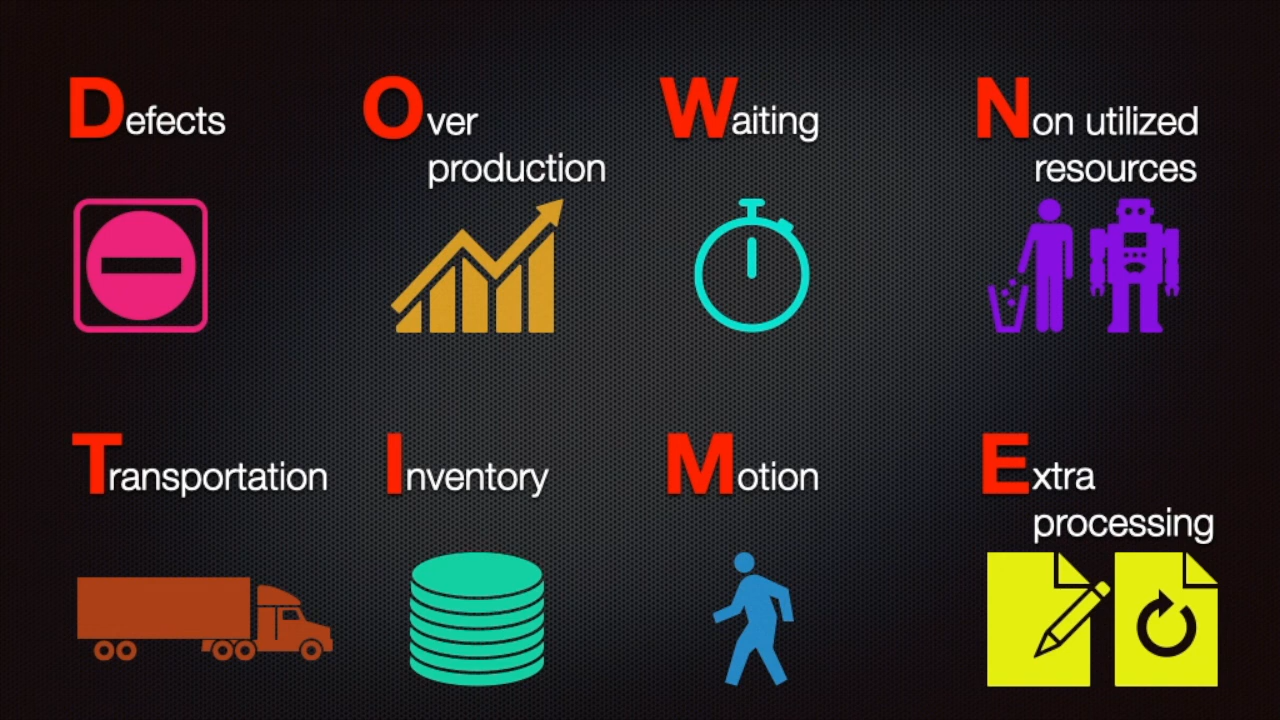 Defects
Over
production
Waiting
Non utilized
resources
Transportation
Inventory
Motion
Extra
processing